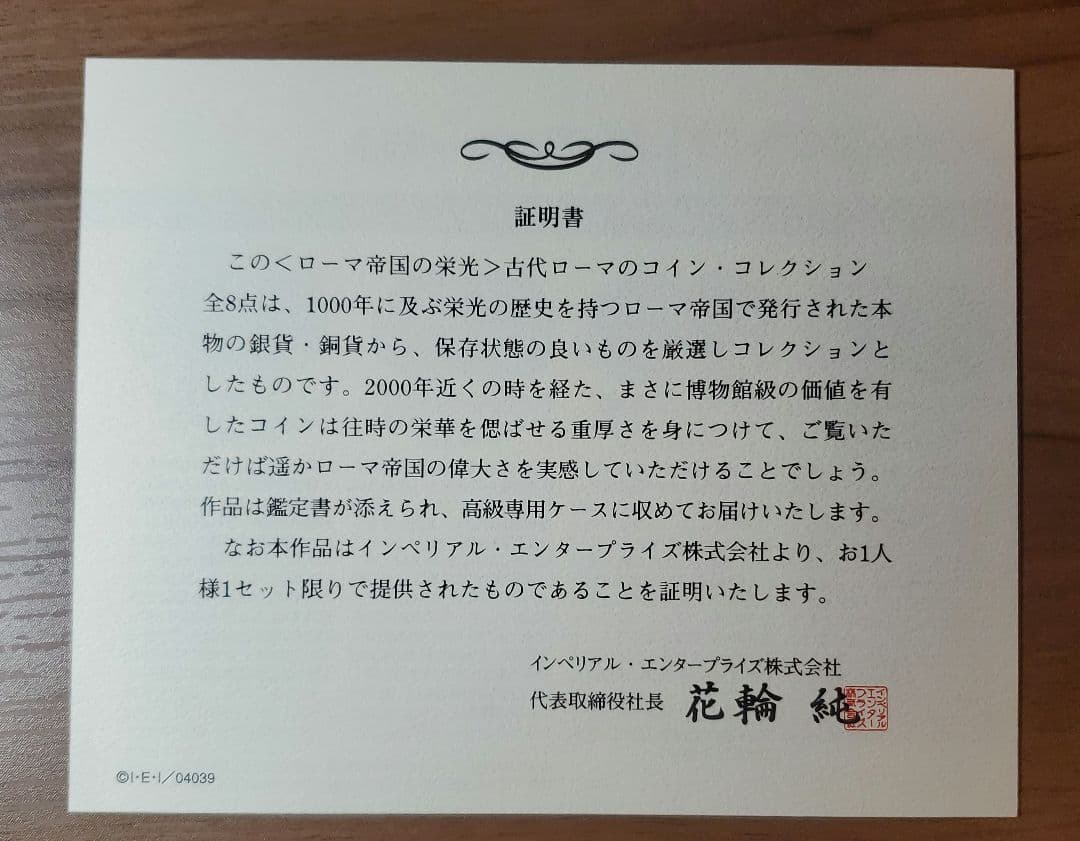 証明書
この＜ローマ帝国の栄光＞古代ローマのコイン・コレクション
全8点は、1000年に及ぶ栄光の歴史を持つローマ帝国で発行された本
物の銀貨・銅貨から、保存状態の良いものを厳選しコレクションと
したものです。2000年近くの時を経た、まさに博物館級の価値を有
したコインは往時の栄華を偲ばせる重厚さを身につけて、ご覧いた
だけば遥かローマ帝国の偉大さを実感していただけることでしょう。
作品は鑑定書が添えられ、高級専用ケースに収めてお届けいたします。
なお本作品はインペリアル・エンタープライズ株式会社より、お1人
様1セット限りで提供されたものであることを証明いたします。
インペリアル・エンタープライズ株式会社
代表取締役社長 花輪 純
©I・E・I／04039